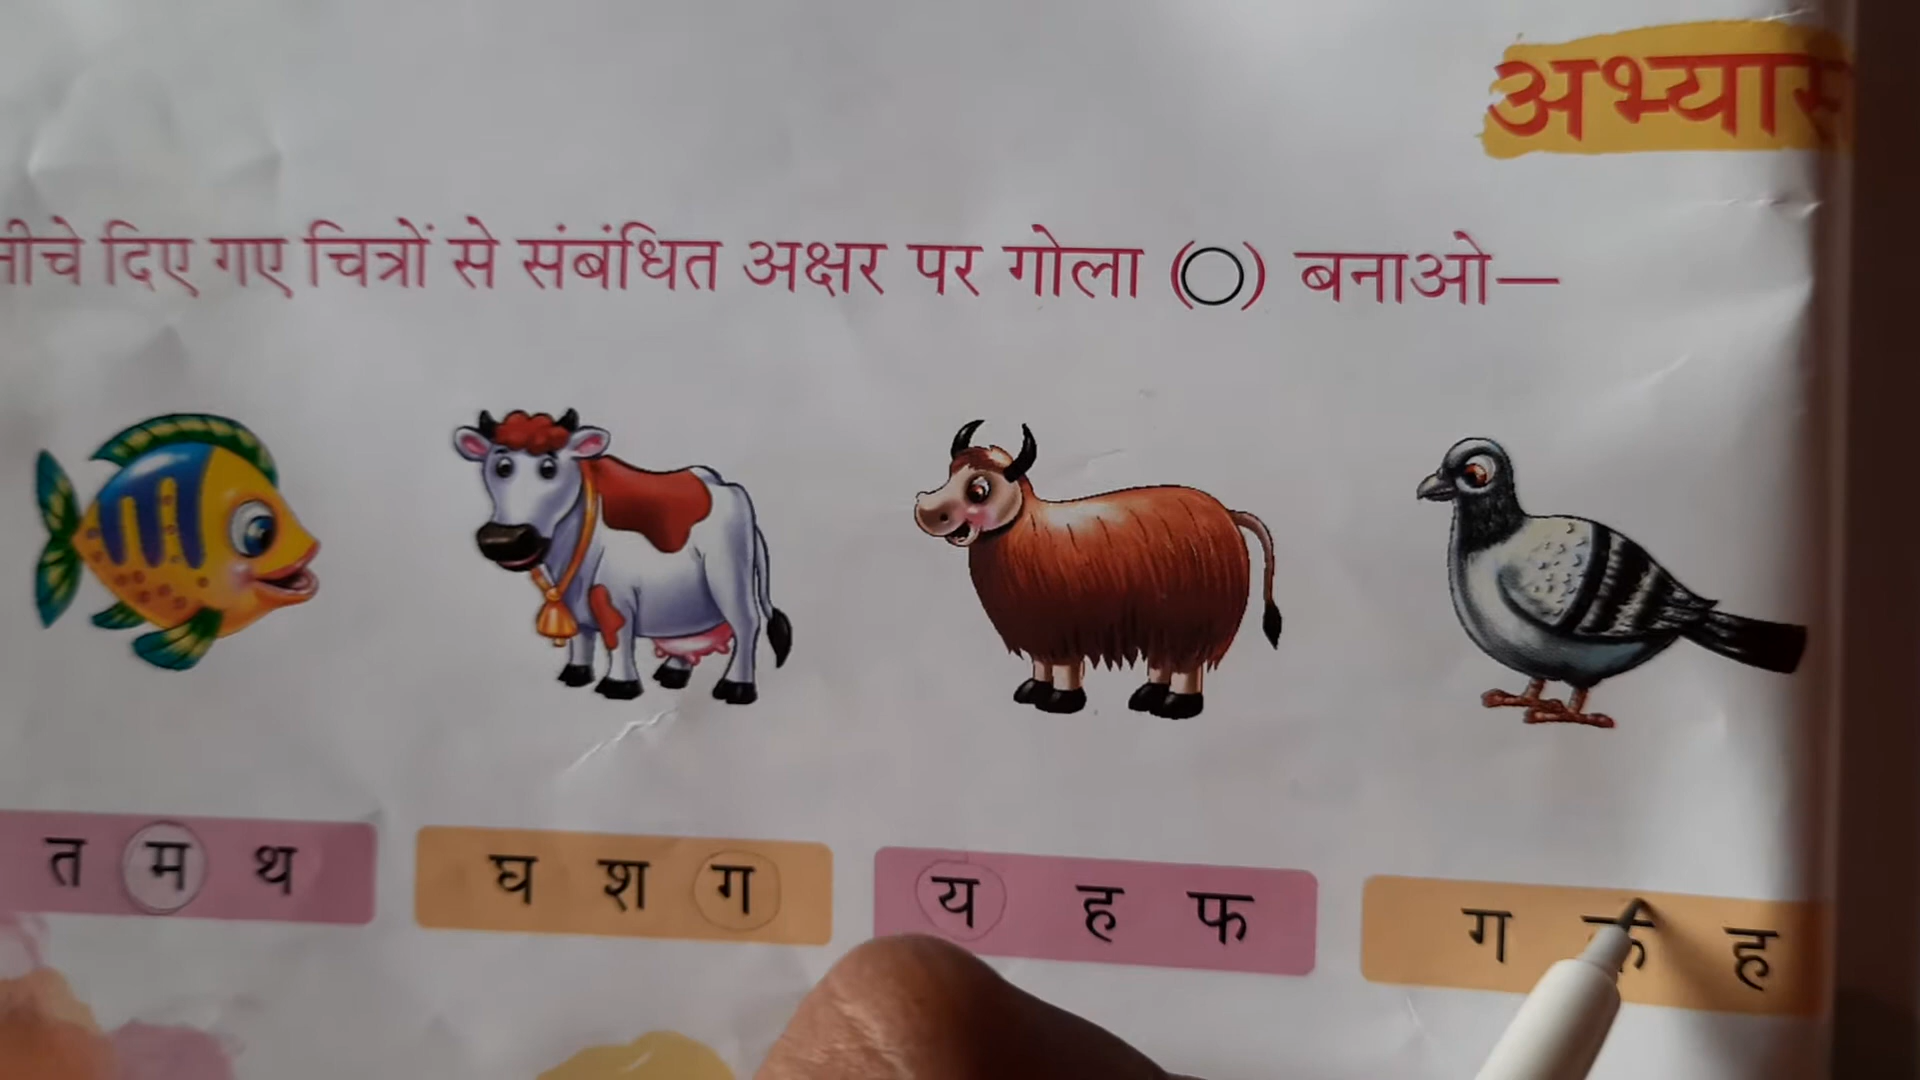 अभ्यास
नीचे दिए गए चित्रों से संबंधित अक्षर पर गोला (○) बनाओ—
त म थ
घ श ग
य ह फ
ग क ह